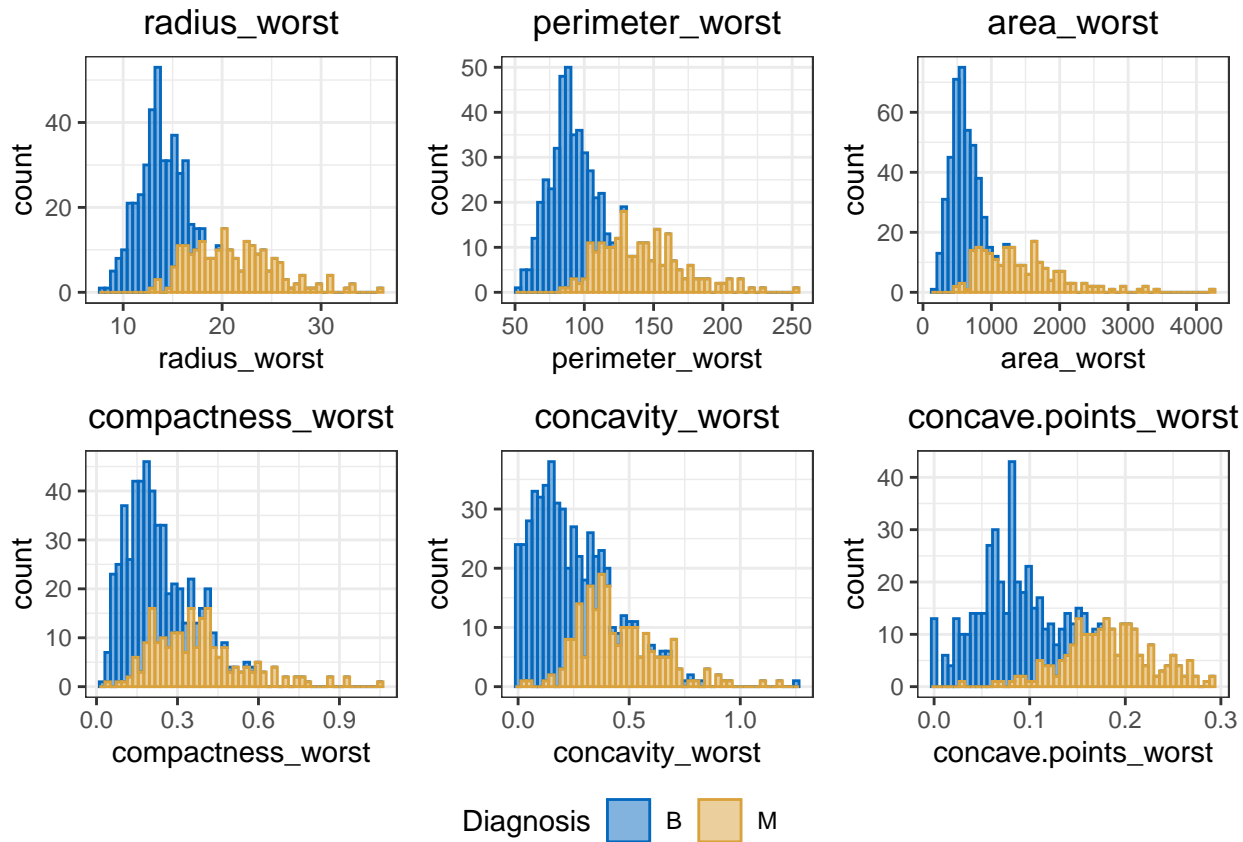 radius_worst
perimeter_worst
area_worst
count
0
20
40
10
20
30
radius_worst
count
0
10
20
30
40
50
50
100
150
200
250
perimeter_worst
count
0
20
40
60
0
1000
2000
3000
4000
area_worst
compactness_worst
concavity_worst
concave.points_worst
count
0
10
20
30
40
0.0
0.3
0.6
0.9
compactness_worst
count
0
10
20
30
0.0
0.5
1.0
concavity_worst
count
0
10
20
30
40
0.0
0.1
0.2
0.3
concave.points_worst
Diagnosis B M